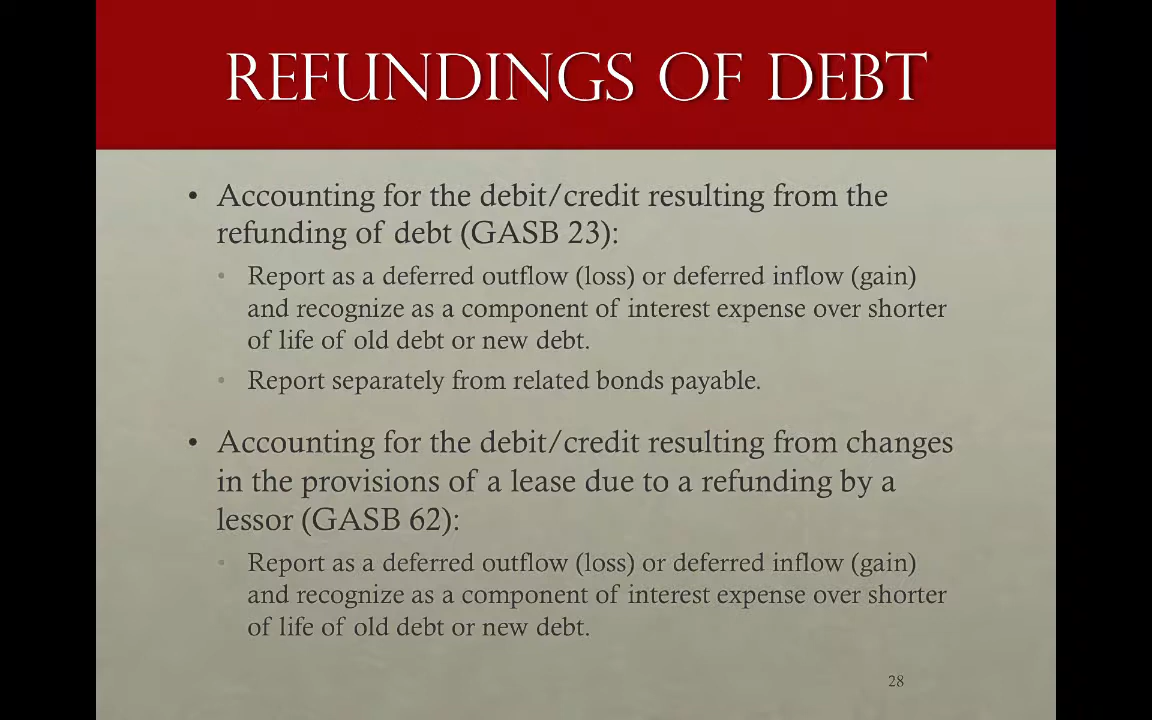 REFUNDINGS OF DEBT
• Accounting for the debit/credit resulting from the
refunding of debt (GASB 23):
• Report as a deferred outflow (loss) or deferred inflow (gain)
and recognize as a component of interest expense over shorter
of life of old debt or new debt.
• Report separately from related bonds payable.
• Accounting for the debit/credit resulting from changes
in the provisions of a lease due to a refunding by a
lessor (GASB 62):
• Report as a deferred outflow (loss) or deferred inflow (gain)
and recognize as a component of interest expense over shorter
of life of old debt or new debt.
28